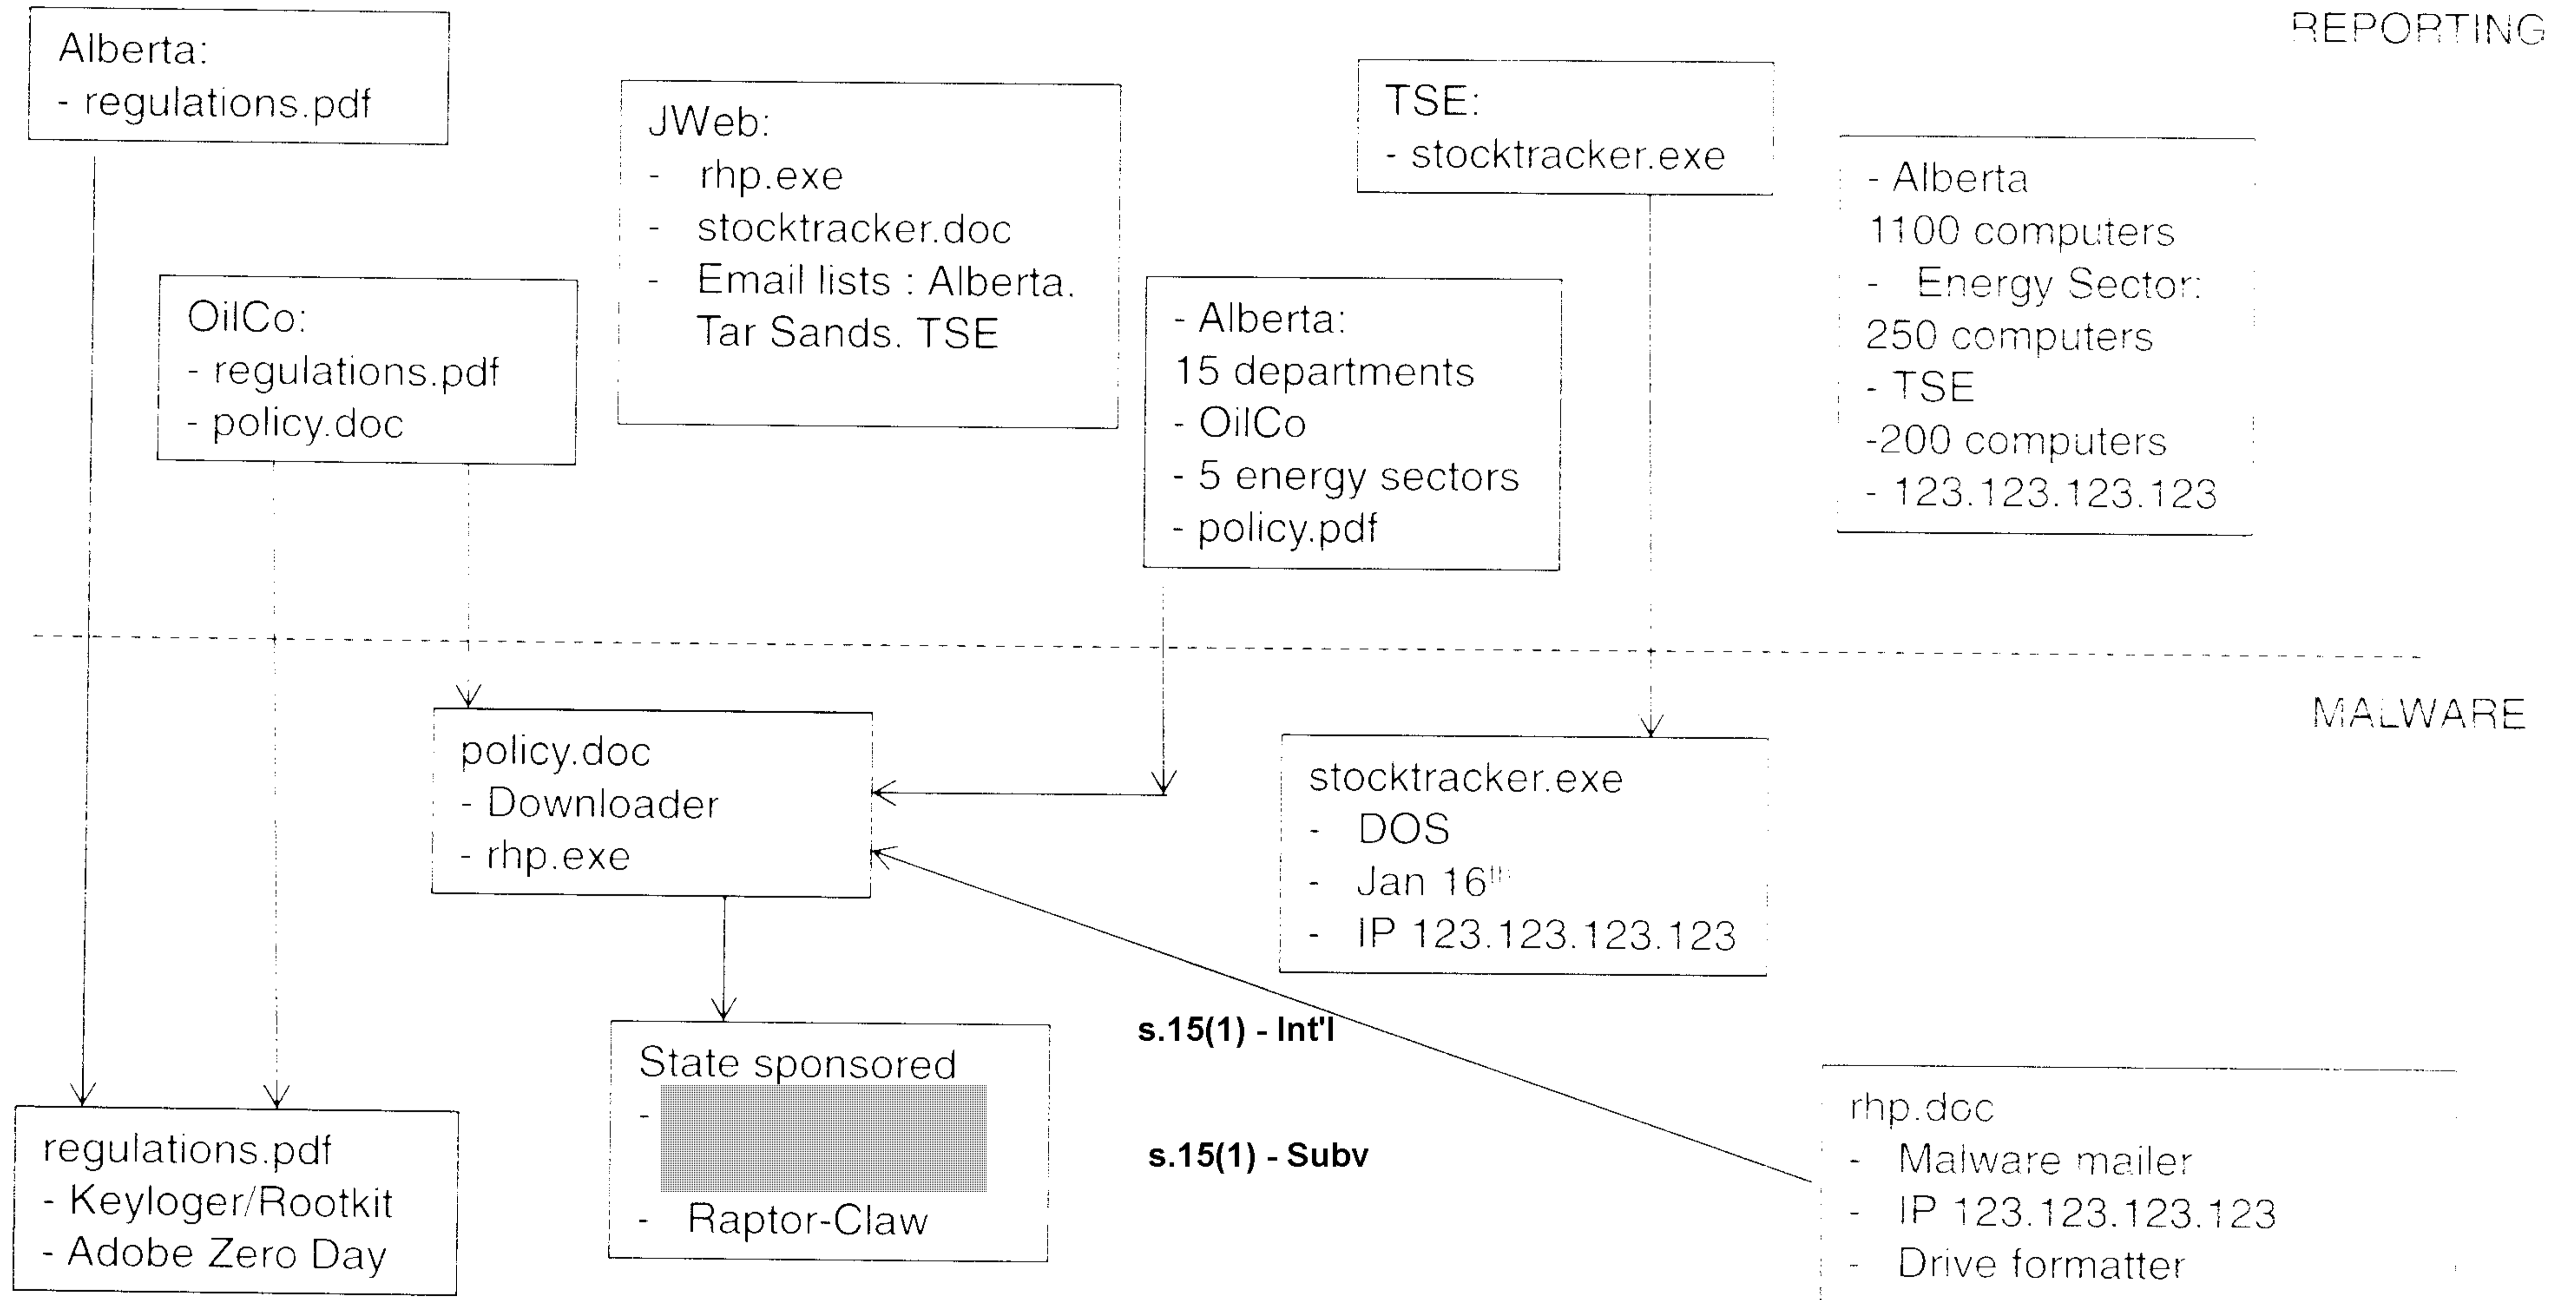 REPORTING
Alberta:
- regulations.pdf
JWeb:
- rhp.exe
- stocktracker.doc
- Email lists : Alberta.
Tar Sands. TSE
TSE:
- stocktracker.exe
- Alberta
1100 computers
- Energy Sector:
250 computers
- TSE
-200 computers
- 123.123.123.123
OilCo:
- regulations.pdf
- policy.doc
- Alberta:
15 departments
- OilCo
- 5 energy sectors
- policy.pdf
MALWARE
policy.doc
- Downloader
- rhp.exe
stocktracker.exe
- DOS
- Jan 16th
- IP 123.123.123.123
s.15(1) - Int'l
s.15(1) - Subv
State sponsored
-
- Raptor-Claw
rhp.doc
- Malware mailer
- IP 123.123.123.123
- Drive formatter
regulations.pdf
- Keyloger/Rootkit
- Adobe Zero Day